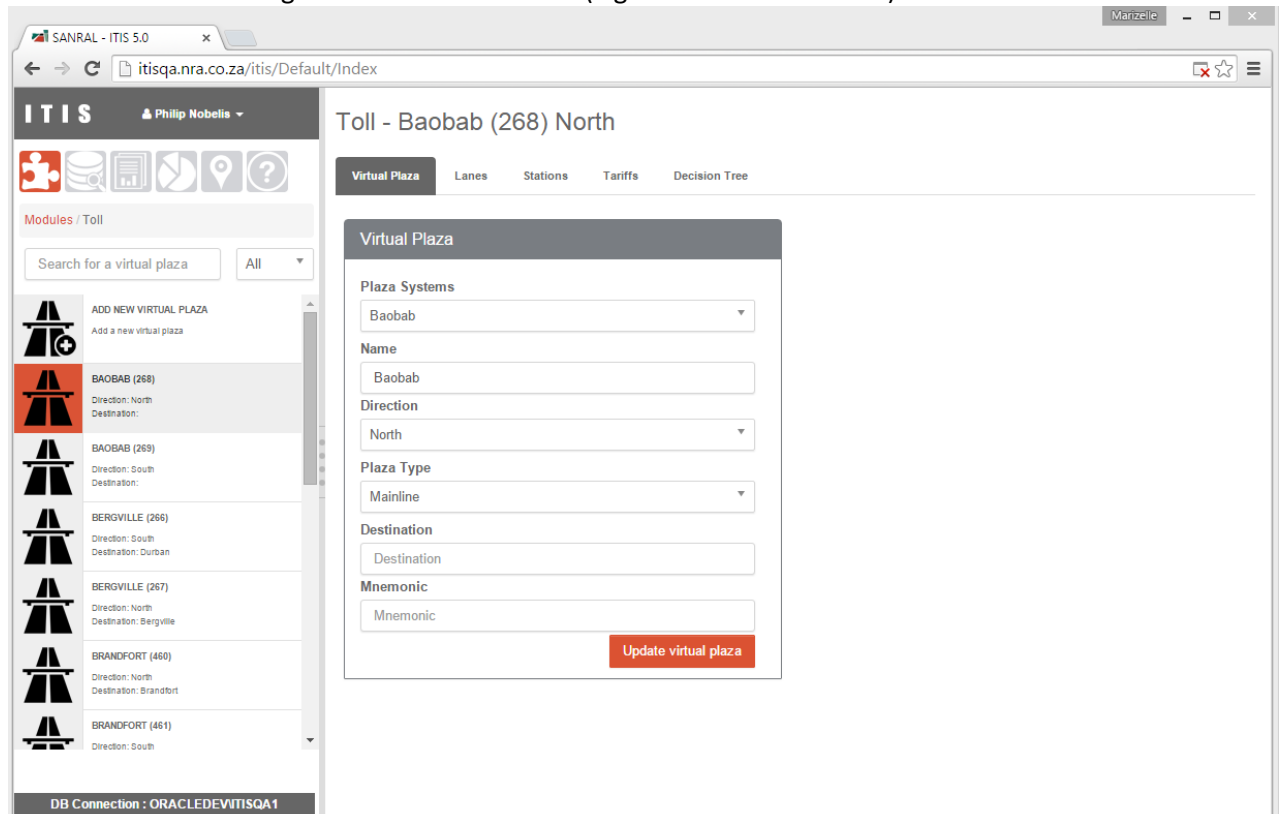 Marizelle
SANRAL - ITIS 5.0
itisqa.nra.co.za/itis/Default/Index
ITIS
Philip Nobelis
Modules / Toll
Search for a virtual plaza
All
ADD NEW VIRTUAL PLAZA
Add a new virtual plaza
BAOBAB (268)
Direction: North
Destination:
BAOBAB (269)
Direction: South
Destination:
BERGVILLE (266)
Direction: South
Destination: Durban
BERGVILLE (267)
Direction: North
Destination: Bergville
BRANDFORT (460)
Direction: North
Destination: Brandfort
BRANDFORT (461)
Direction: South
DB Connection : ORACLEDEV\ITISQA1
Toll - Baobab (268) North
Virtual Plaza Lanes Stations Tariffs Decision Tree
Virtual Plaza
Plaza Systems
Baobab
Name
Baobab
Direction
North
Plaza Type
Mainline
Destination
Destination
Mnemonic
Mnemonic
Update virtual plaza